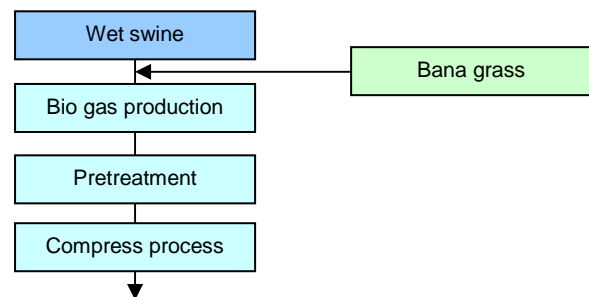 Wet swine
Bana grass
Bio gas production
Pretreatment
Compress process